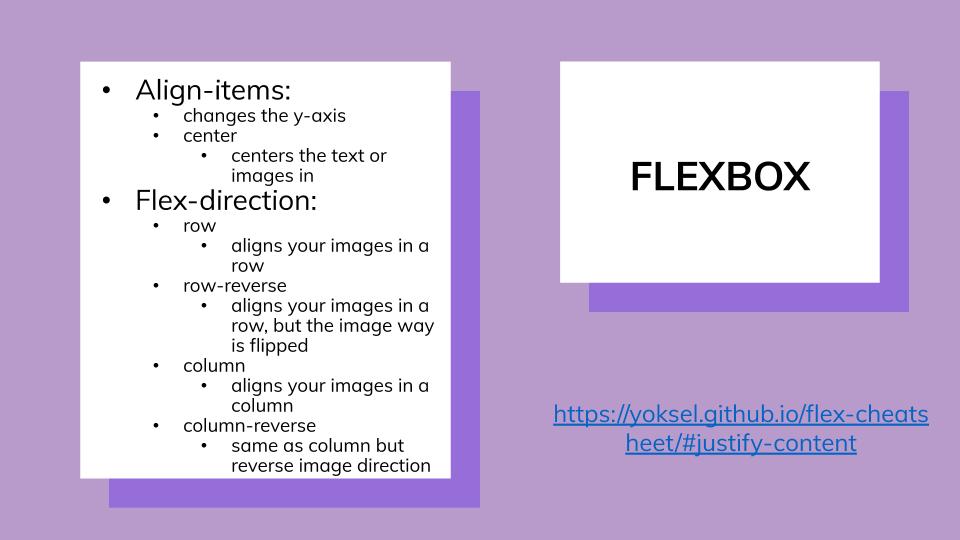 • Align-items:
• changes the y-axis
• center
• centers the text or
images in
• Flex-direction:
• row
• aligns your images in a
row
• row-reverse
• aligns your images in a
row, but the image way
is flipped
• column
• aligns your images in a
column
• column-reverse
• same as column but
reverse image direction
FLEXBOX
https://yoksel.github.io/flex-cheats
heet/#justify-content